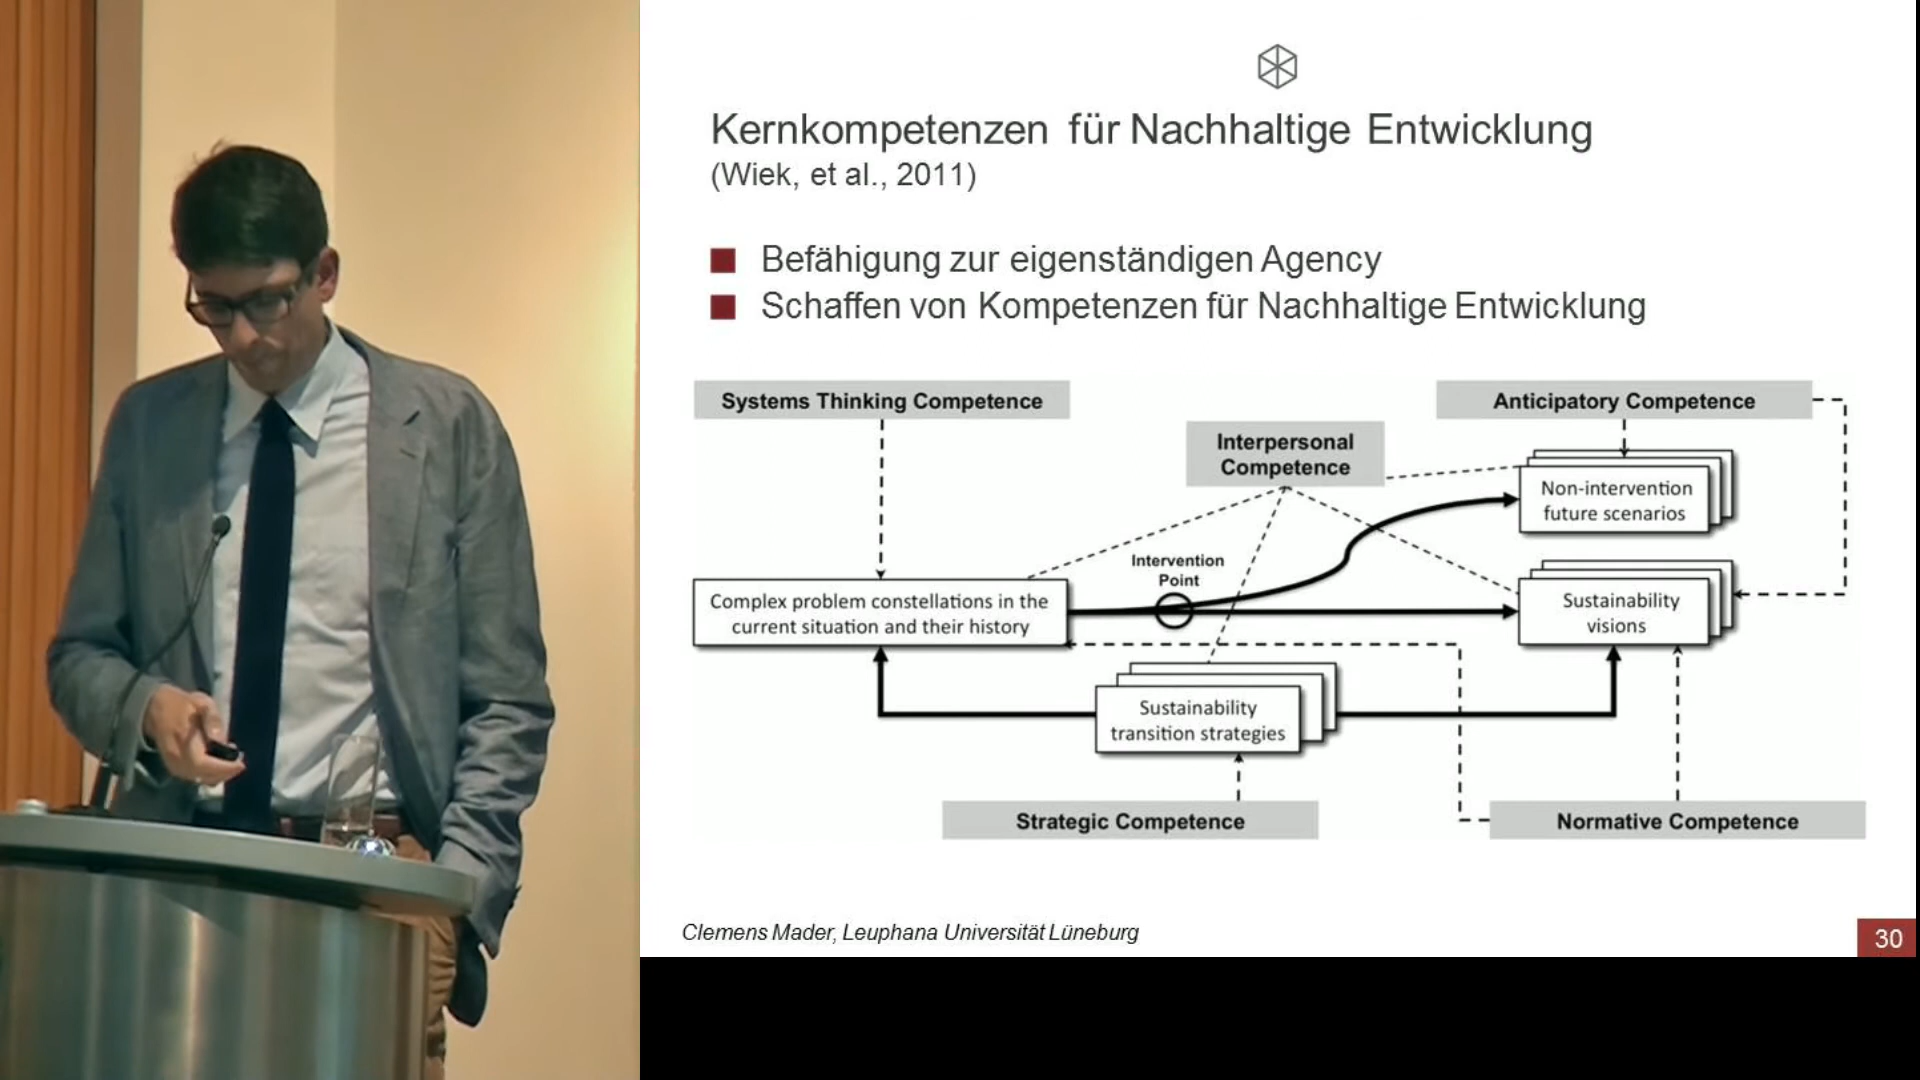 Kernkompetenzen für Nachhaltige Entwicklung
(Wiek, et al., 2011)
Befähigung zur eigenständigen Agency
Schaffen von Kompetenzen für Nachhaltige Entwicklung
Systems Thinking Competence
Anticipatory Competence
Interpersonal
Competence
Non-intervention
future scenarios
Intervention
Point
Complex problem constellations in the
current situation and their history
Sustainability
visions
Sustainability
transition strategies
Strategic Competence
Normative Competence
Clemens Mader, Leuphana Universität Lüneburg
30